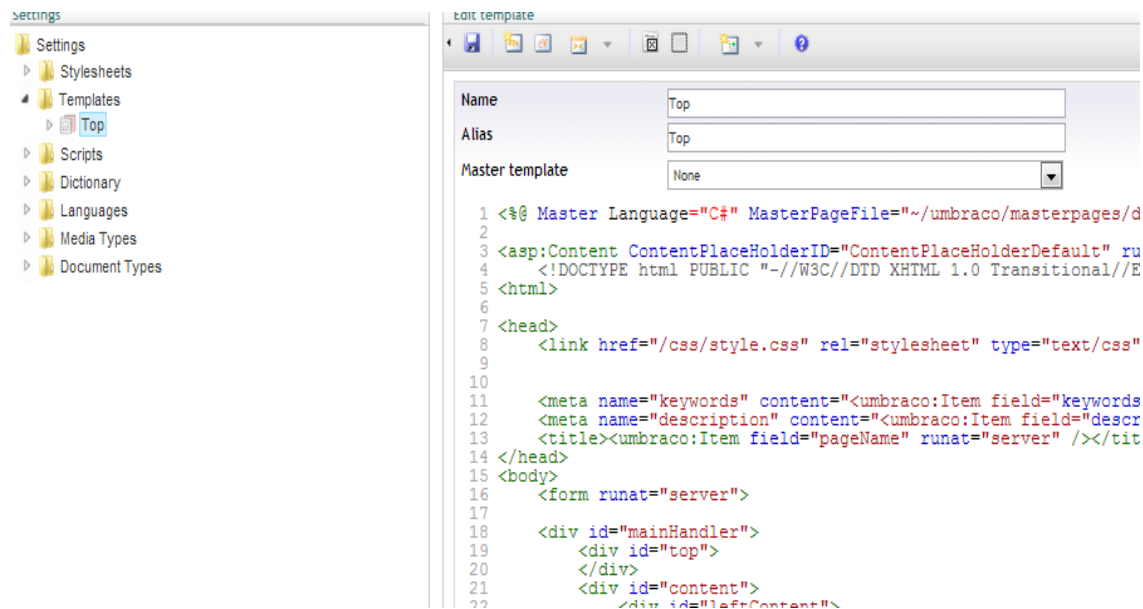 Settings
Settings
Stylesheets
Templates
Top
Scripts
Dictionary
Languages
Media Types
Document Types
Edit template
Name
Top
Alias
Top
Master template
None
1 <%@ Master Language="C#" MasterPageFile="~/umbraco/masterpages/d
2
3 <asp:Content ContentPlaceHolderID="ContentPlaceHolderDefault" ru
4 <!DOCTYPE html PUBLIC "-//W3C//DTD XHTML 1.0 Transitional//E
5 <html>
6
7 <head>
8 <link href="/css/style.css" rel="stylesheet" type="text/css"
9
10
11 <meta name="keywords" content="<umbraco:Item field="keywords
12 <meta name="description" content="<umbraco:Item field="descr
13 <title><umbraco:Item field="pageName" runat="server" /></tit
14 </head>
15 <body>
16 <form runat="server">
17
18 <div id="mainHandler">
19 <div id="top">
20 </div>
21 <div id="content">
22 <div id="leftContent">